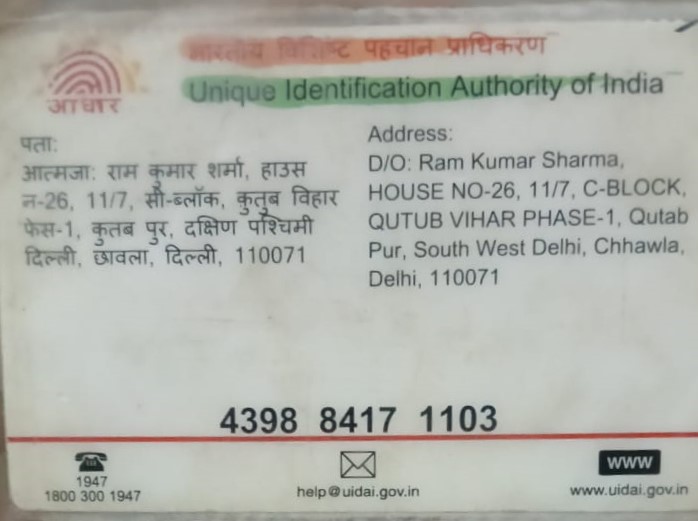 भारतीय विशिष्ट पहचान प्राधिकरण
Unique Identification Authority of India
आधार
पता:
आत्मजा: राम कुमार शर्मा, हाउस
न-26, 11/7, सी-ब्लॉक, कुतुब विहार
फेस-1, कुतब पुर, दक्षिण पश्चिमी
दिल्ली, छावला, दिल्ली, 110071
Address:
D/O: Ram Kumar Sharma,
HOUSE NO-26, 11/7, C-BLOCK,
QUTUB VIHAR PHASE-1, Qutab
Pur, South West Delhi, Chhawla,
Delhi, 110071
4398 8417 1103
1947
1800 300 1947
help@uidai.gov.in
WWW
www.uidai.gov.in